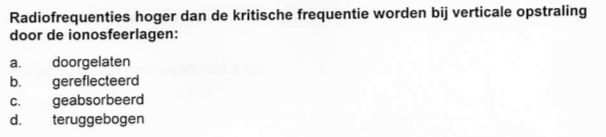 Radiofrequenties hoger dan de kritische frequentie worden bij verticale opstraling
door de ionosfeerlagen:
a. doorgelaten
b. gereflecteerd
c. geabsorbeerd
d. teruggebogen